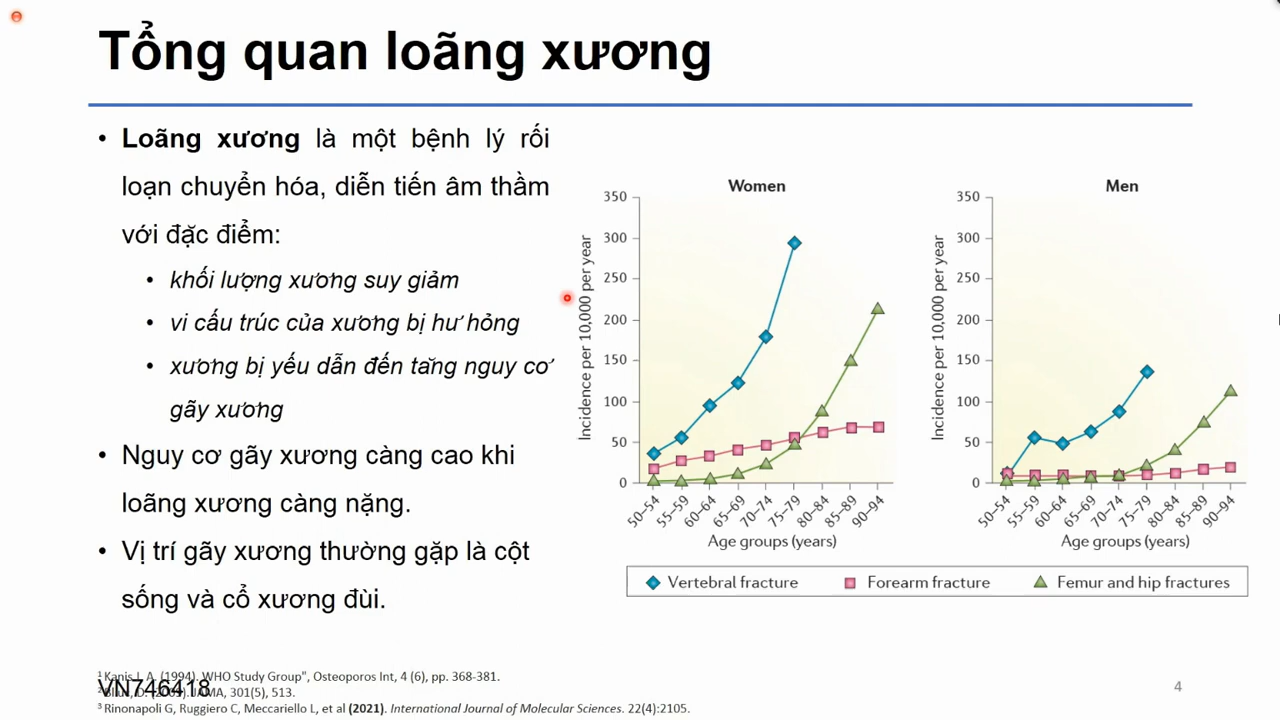 Tổng quan loãng xương
• Loãng xương là một bệnh lý rối
loạn chuyển hóa, diễn tiến âm thầm
với đặc điểm:
• khối lượng xương suy giảm
• vi cấu trúc của xương bị hư hỏng
• xương bị yếu dẫn đến tăng nguy cơ
gãy xương
• Nguy cơ gãy xương càng cao khi
loãng xương càng nặng.
• Vị trí gãy xương thường gặp là cột
sống và cổ xương đùi.
Women
Incidence per 10,000 per year
350
300
250
200
150
100
50
0
50–54
55–59
60–64
65–69
70–74
75–79
80–84
85–89
90–94
Age groups (years)
Men
Incidence per 10,000 per year
350
300
250
200
150
100
50
0
50–54
55–59
60–64
65–69
70–74
75–79
80–84
85–89
90–94
Age groups (years)
Vertebral fracture Forearm fracture Femur and hip fractures
1 Kanis J. A. (1994). WHO Study Group", Osteoporos Int, 4 (6), pp. 368-381.
2 JAMA, 301(5), 513.
VN746418
3 Rinonapoli G, Ruggiero C, Meccariello L, et al (2021). International Journal of Molecular Sciences. 22(4):2105.
4